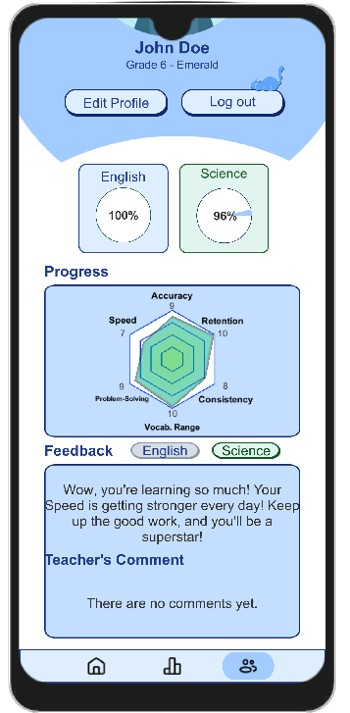 John Doe
Grade 6 - Emerald
Edit Profile
Log out
English
Science
100%
96%
Progress
Accuracy
9
Speed
7
Retention
10
9
Problem-Solving
8
Consistency
10
Vocab. Range
Feedback
English
Science
Wow, you're learning so much! Your
Speed is getting stronger every day! Keep
up the good work, and you'll be a
superstar!
Teacher's Comment
There are no comments yet.